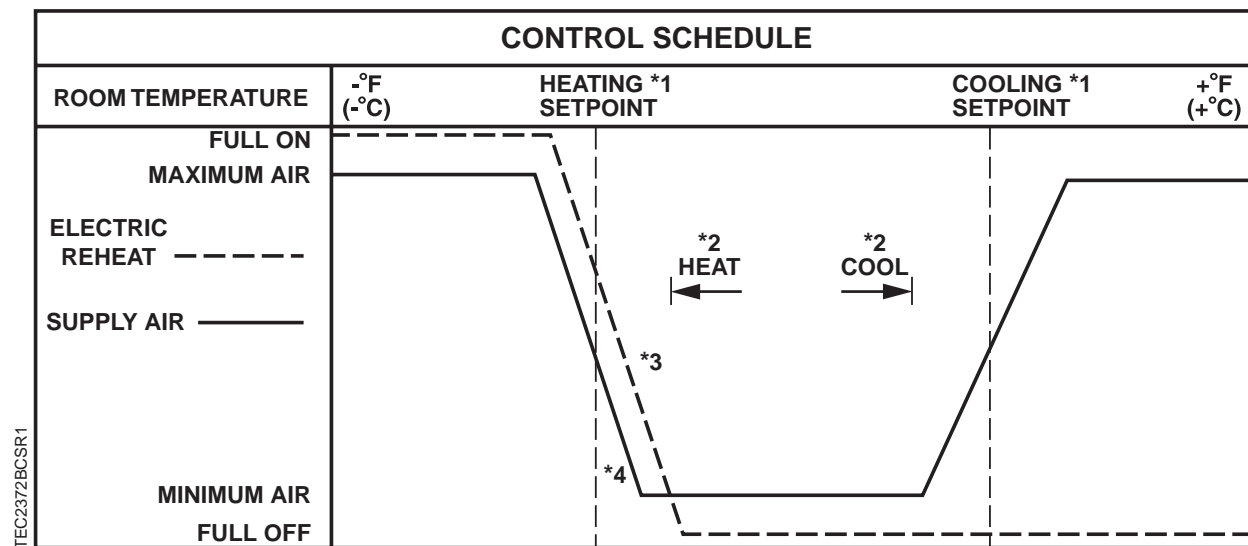 CONTROL SCHEDULE
ROOM TEMPERATURE
-°F
(-°C)
HEATING *1
SETPOINT
COOLING *1
SETPOINT
+°F
(+°C)
FULL ON
MAXIMUM AIR
ELECTRIC
REHEAT
SUPPLY AIR
*2
HEAT
*2
COOL
*3
*4
MINIMUM AIR
FULL OFF
TEC2372BCSR1